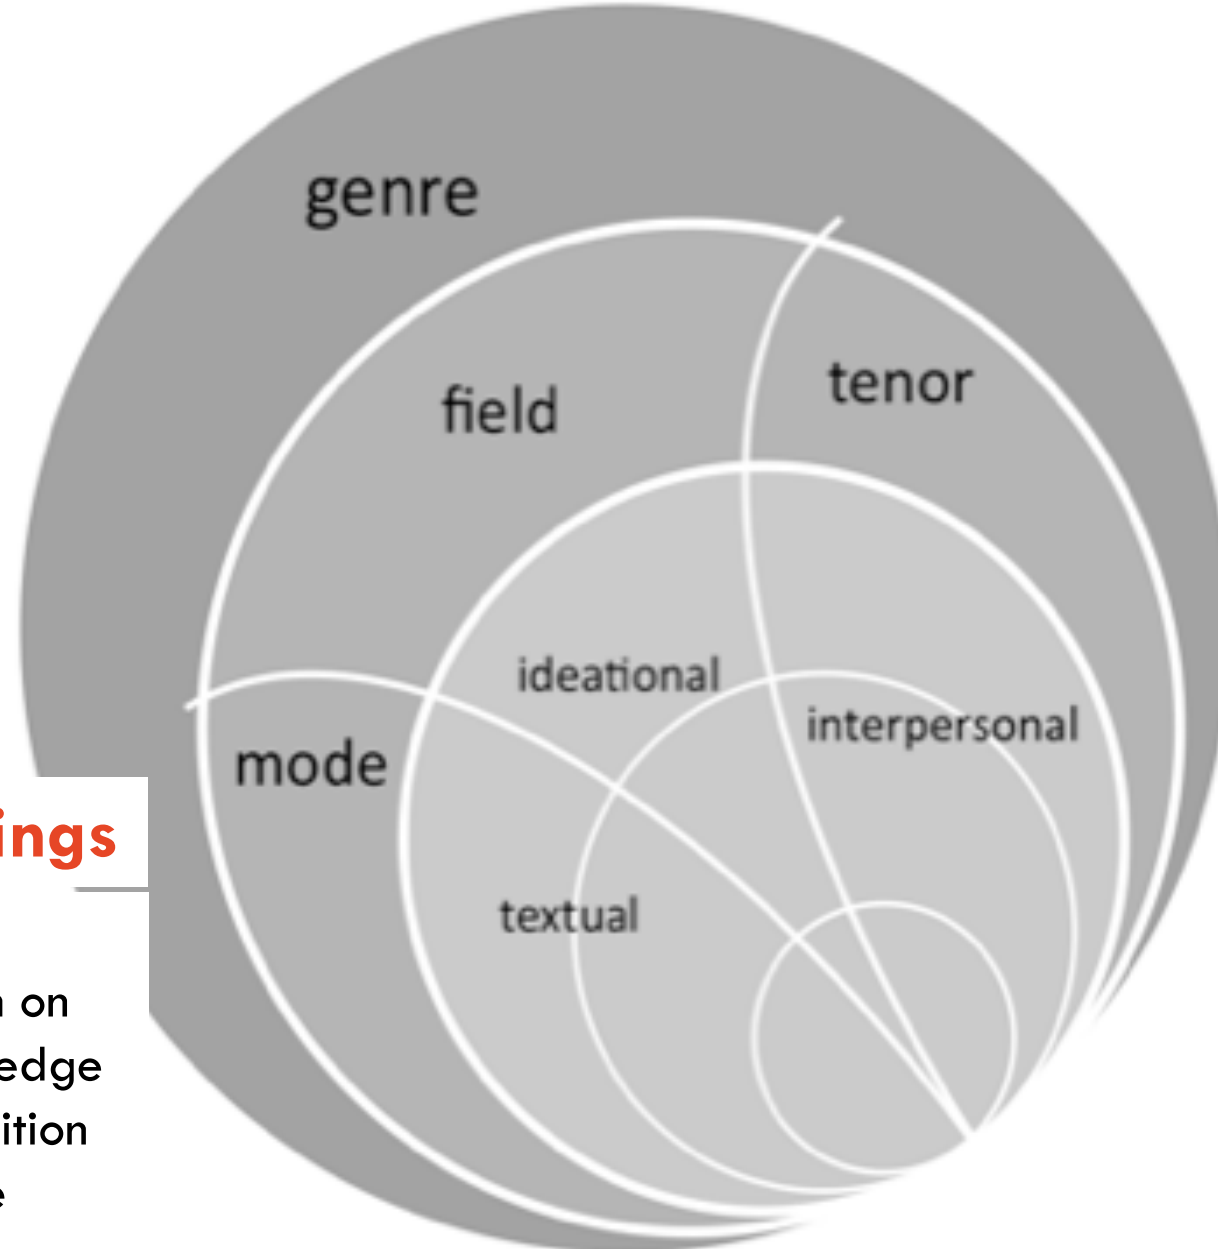 genre
tenor
field
ideational
interpersonal
mode
ings
textual
on
edge
ition